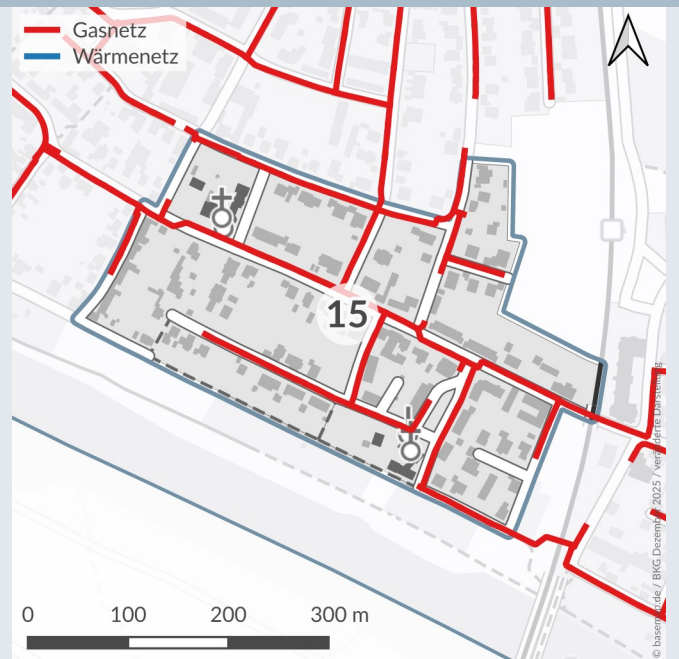 Gasnetz
Wärmenetz
15
0 100 200 300 m
© basemap.de / BKG Dezember 2025 / veränderte Darstellung